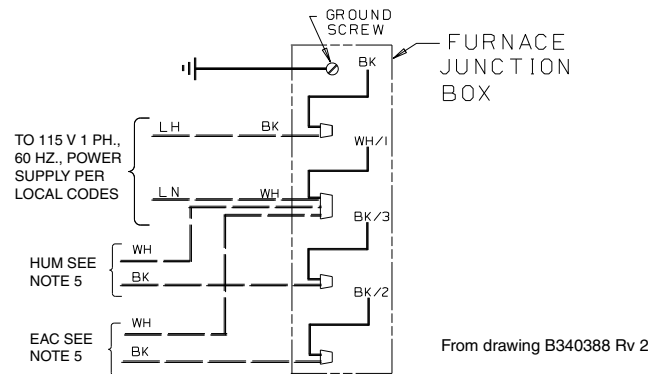 GROUND
SCREW
FURNACE
JUNCTION
BOX
BK
TO 115 V 1 PH.,
60 HZ., POWER
SUPPLY PER
LOCAL CODES
LH
BK
WH/1
LN
WH
BK/3
HUM SEE
NOTE 5
WH
BK
BK/2
EAC SEE
NOTE 5
WH
BK
From drawing B340388 Rv 2